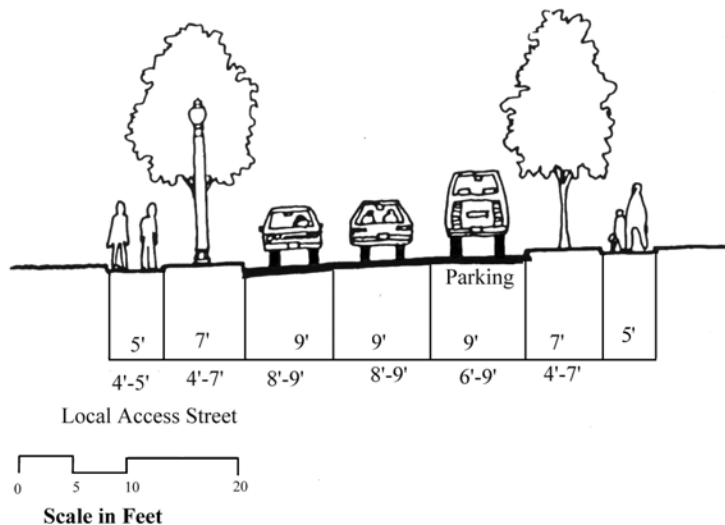 Parking
5' 7' 9' 9' 9' 7' 5'
4'-5' 4'-7' 8'-9' 8'-9' 6'-9' 4'-7'
Local Access Street
0 5 10 20
Scale in Feet